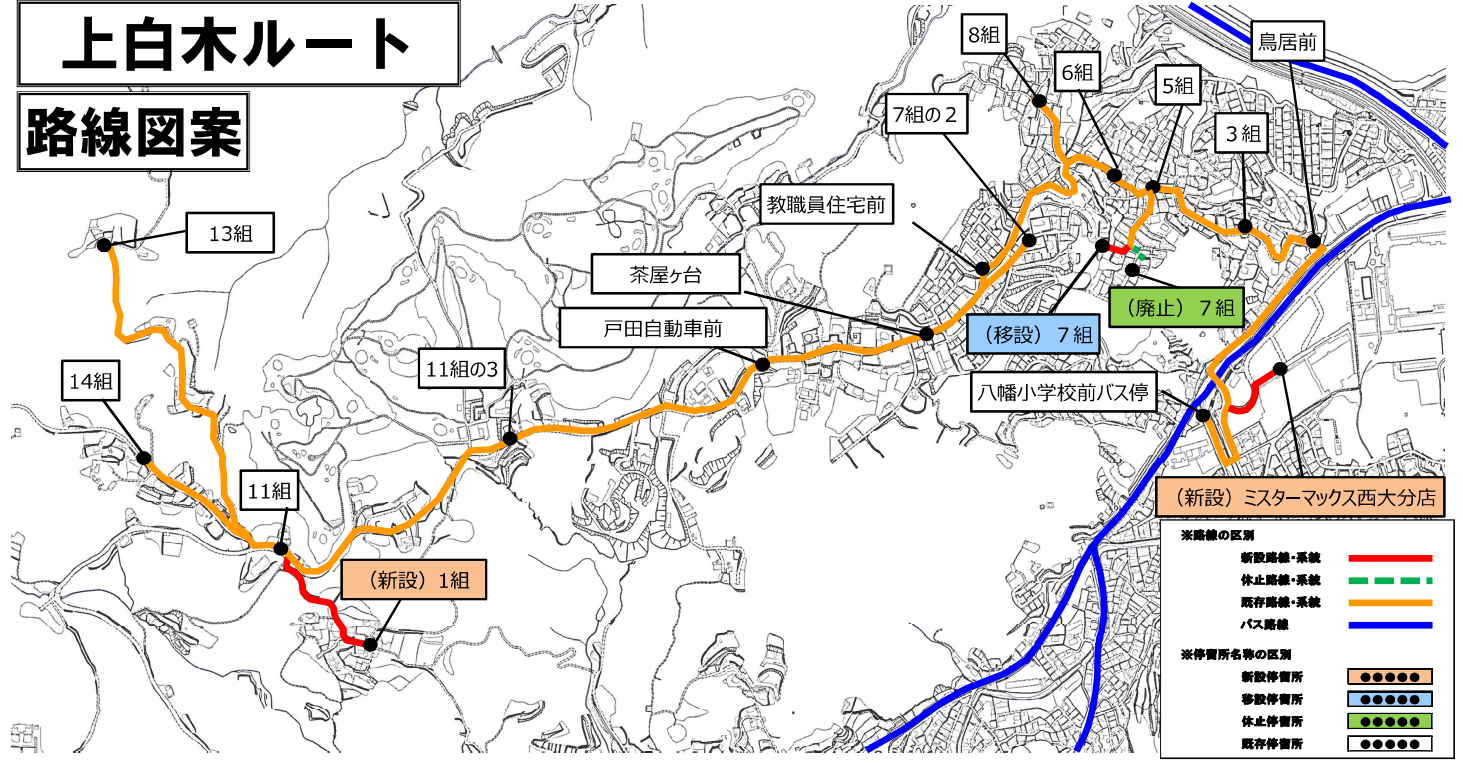 上白木ルート
路線図案
8組
鳥居前
6組
5組
7組の2
3組
教職員住宅前
13組
茶屋ヶ台
(廃止) 7組
戸田自動車前
(移設) 7組
11組の3
14組
八幡小学校前バス停
11組
(新設) ミスターマックス西大分店
(新設) 1組
※路線の区別
新設路線・系統
休止路線・系統
既存路線・系統
バス路線
※停留所名称の区別
新設停留所 ●●●●●
移設停留所 ●●●●●
休止停留所 ●●●●●
既存停留所 ●●●●●